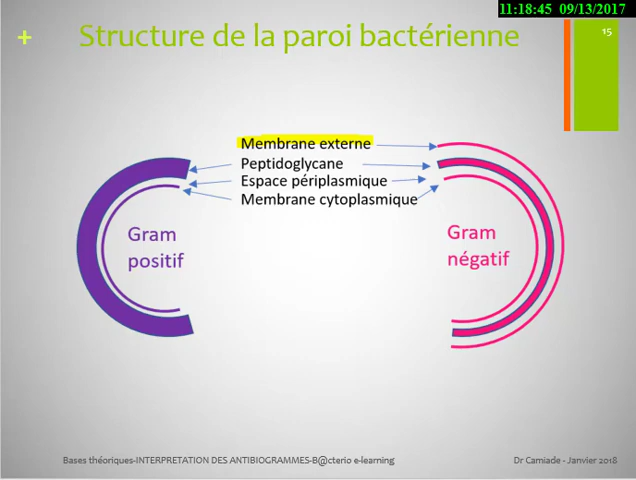 11:18:45 09/13/2017
+ Structure de la paroi bactérienne
15
Membrane externe
Peptidoglycane
Espace périplasmique
Membrane cytoplasmique
Gram
positif
Gram
négatif
Bases théoriques-INTERPRETATION DES ANTIBIOGRAMMES-B@cterio e-learning
Dr Camiade - Janvier 2018